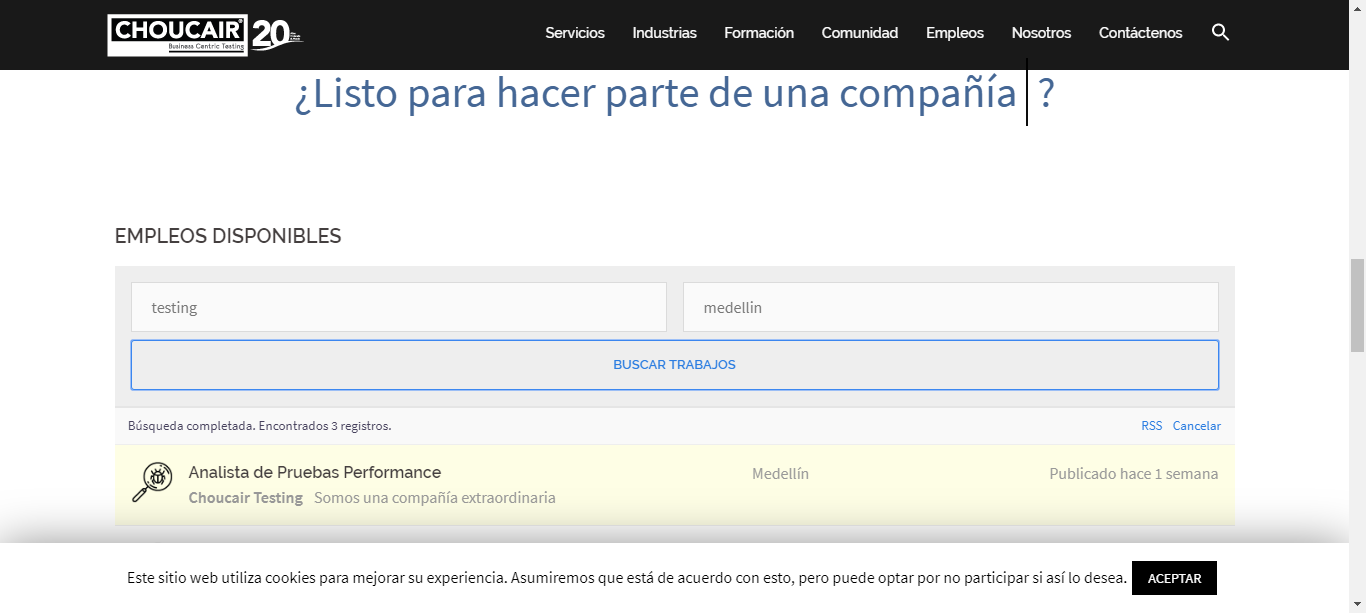 CHOUCAIR®
Business Centric Testing
20
Servicios Industrias Formación Comunidad Empleos Nosotros Contáctenos
¿Listo para hacer parte de una compañía ?
EMPLEOS DISPONIBLES
testing medellin
BUSCAR TRABAJOS
Búsqueda completada. Encontrados 3 registros. RSS Cancelar
Analista de Pruebas Performance Medellín Publicado hace 1 semana
Choucair Testing Somos una compañía extraordinaria
Este sitio web utiliza cookies para mejorar su experiencia. Asumiremos que está de acuerdo con esto, pero puede optar por no participar si así lo desea. ACEPTAR